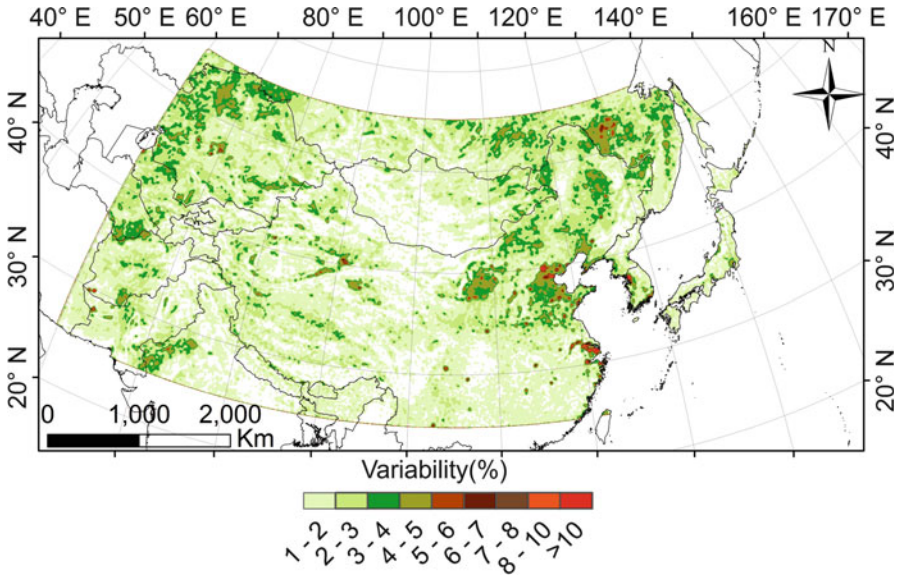 40° E 50° E 60° E 80° E 100° E 120° E 140° E 160° E 170° E
N
40° N
30° N
20° N
40° N
30° N
20° N
0 1,000 2,000
Km
Variability(%)
1 - 2
2 - 3
3 - 4
4 - 5
5 - 6
6 - 7
7 - 8
8 - 10
>10